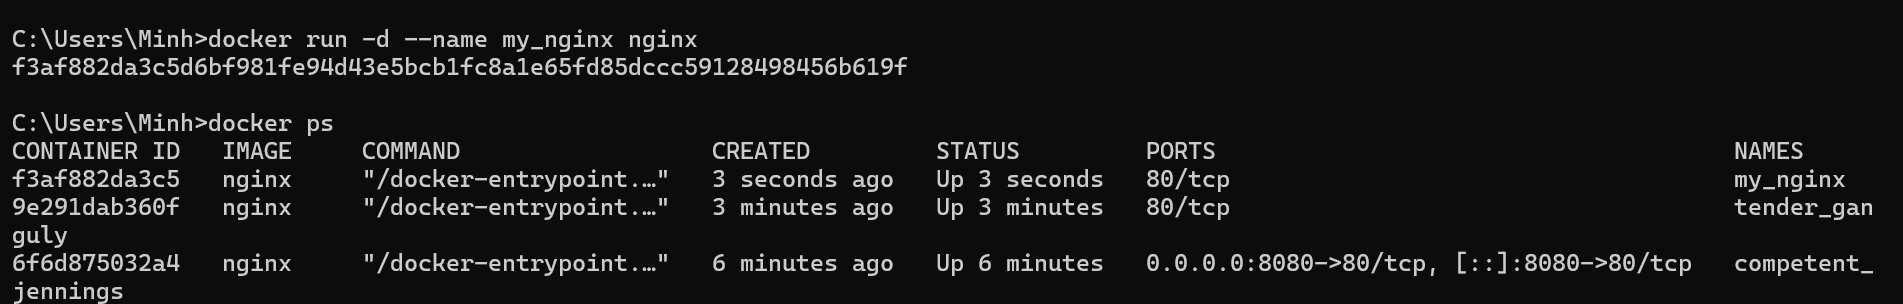 C:\Users\Minh>docker run -d --name my_nginx nginx
f3af882da3c5d6bf981fe94d43e5bcb1fc8a1e65fd85dccc59128498456b619f
C:\Users\Minh>docker ps
CONTAINER ID   IMAGE     COMMAND                  CREATED         STATUS         PORTS                                     NAMES
f3af882da3c5   nginx     "/docker-entrypoint.…"   3 seconds ago   Up 3 seconds   80/tcp                                    my_nginx
9e291dab360f   nginx     "/docker-entrypoint.…"   3 minutes ago   Up 3 minutes   80/tcp                                    tender_gan
guly
6f6d875032a4   nginx     "/docker-entrypoint.…"   6 minutes ago   Up 6 minutes   0.0.0.0:8080->80/tcp, [::]:8080->80/tcp   competent_
jennings